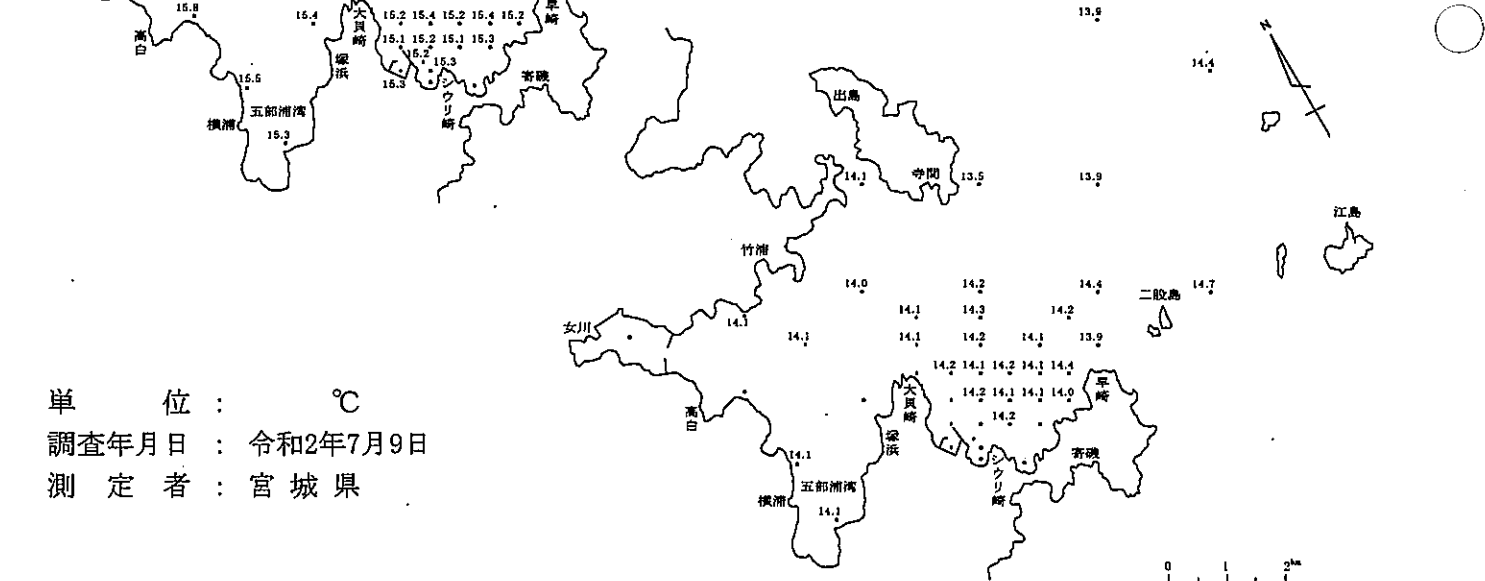 15.8
15.4
15.2 15.4 15.2 15.4 15.2
15.1 15.2 15.1 15.3
15.2
15.3
15.3
15.5
15.3
高白
大貝崎
塚浜
早崎
寄磯
シウリ崎
五部浦湾
横浦
13.9
14.4
N
出島
寺間
14.1
13.5
13.9
江島
竹浦
14.0
14.2
14.4
14.7
二股島
14.1
14.3
14.2
女川
14.1
14.1
14.1
14.2
14.1
13.9
14.2 14.1 14.2 14.1 14.4
14.2 14.1 14.1 14.0
14.2
高白
大貝崎
塚浜
早崎
寄磯
シウリ崎
14.1
五部浦湾
横浦
14.1
単位: ℃
調査年月日 : 令和2年7月9日
測定者 : 宮城県
0 1 2km